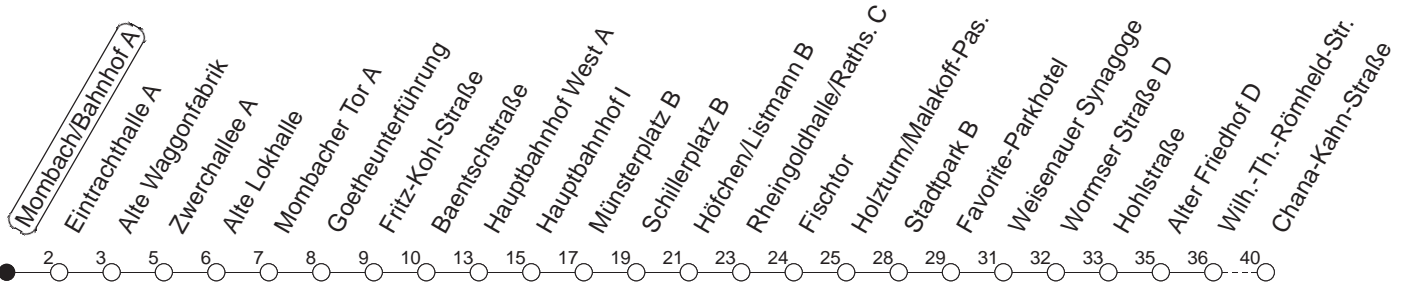 Mombach/Bahnhof A
Eintrachthalle A
Alte Waggonfabrik
Zwerchallee A
Alte Lokhalle
Mombacher Tor A
Goetheunterführung
Fritz-Kohl-Straße
Baentschstraße
Hauptbahnhof West A
Hauptbahnhof I
Münsterplatz B
Schillerplatz B
Höfchen/Listmann B
Rheingoldhalle/Raths. C
Fischtor
Holzturm/Malakoff-Pas.
Stadtpark B
Favorite-Parkhotel
Weisenauer Synagoge
Wormser Straße D
Hohlstraße
Alter Friedhof D
Wilh.-Th.-Römheld-Str.
Chana-Kahn-Straße
2 3 5 6 7 8 9 10 13 15 17 19 21 23 24 25 28 29 31 32 33 35 36 40